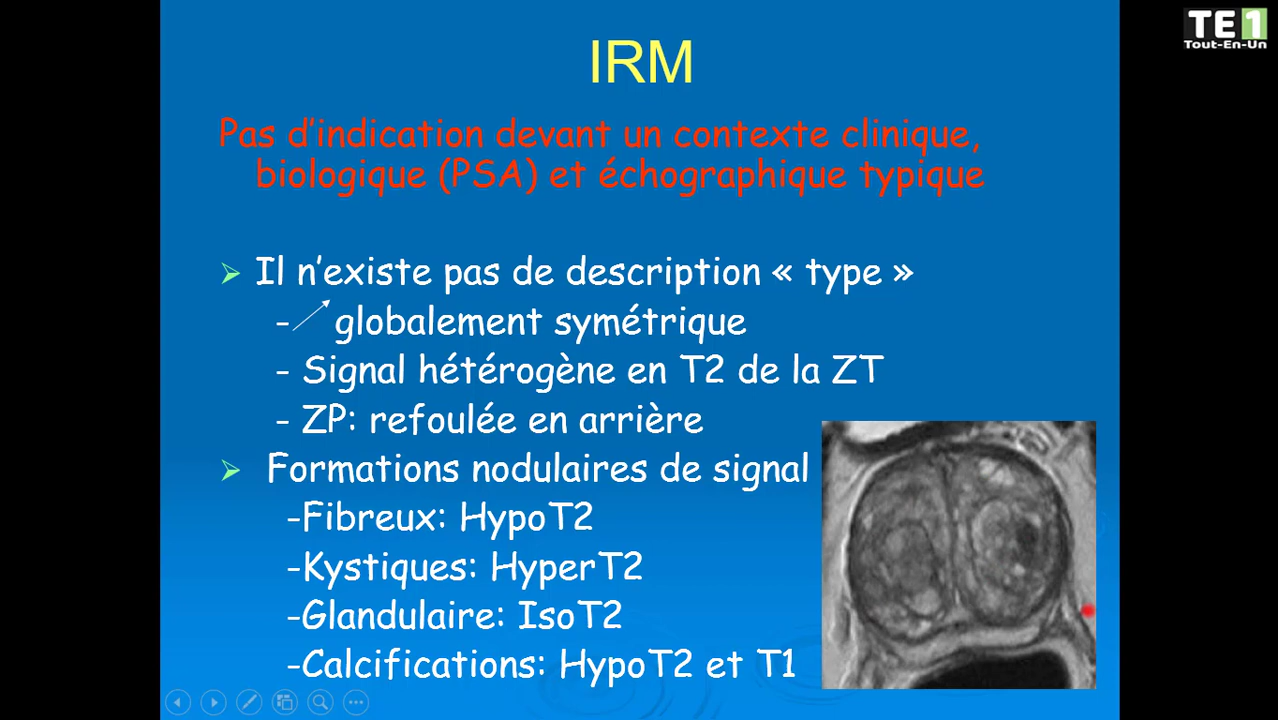 TE1
Tout-En-Un
IRM
Pas d'indication devant un contexte clinique,
biologique (PSA) et échographique typique
Il n'existe pas de description « type »
- globalement symétrique
- Signal hétérogène en T2 de la ZT
- ZP: refoulée en arrière
Formations nodulaires de signal
-Fibreux: HypoT2
-Kystiques: HyperT2
-Glandulaire: IsoT2
-Calcifications: HypoT2 et T1